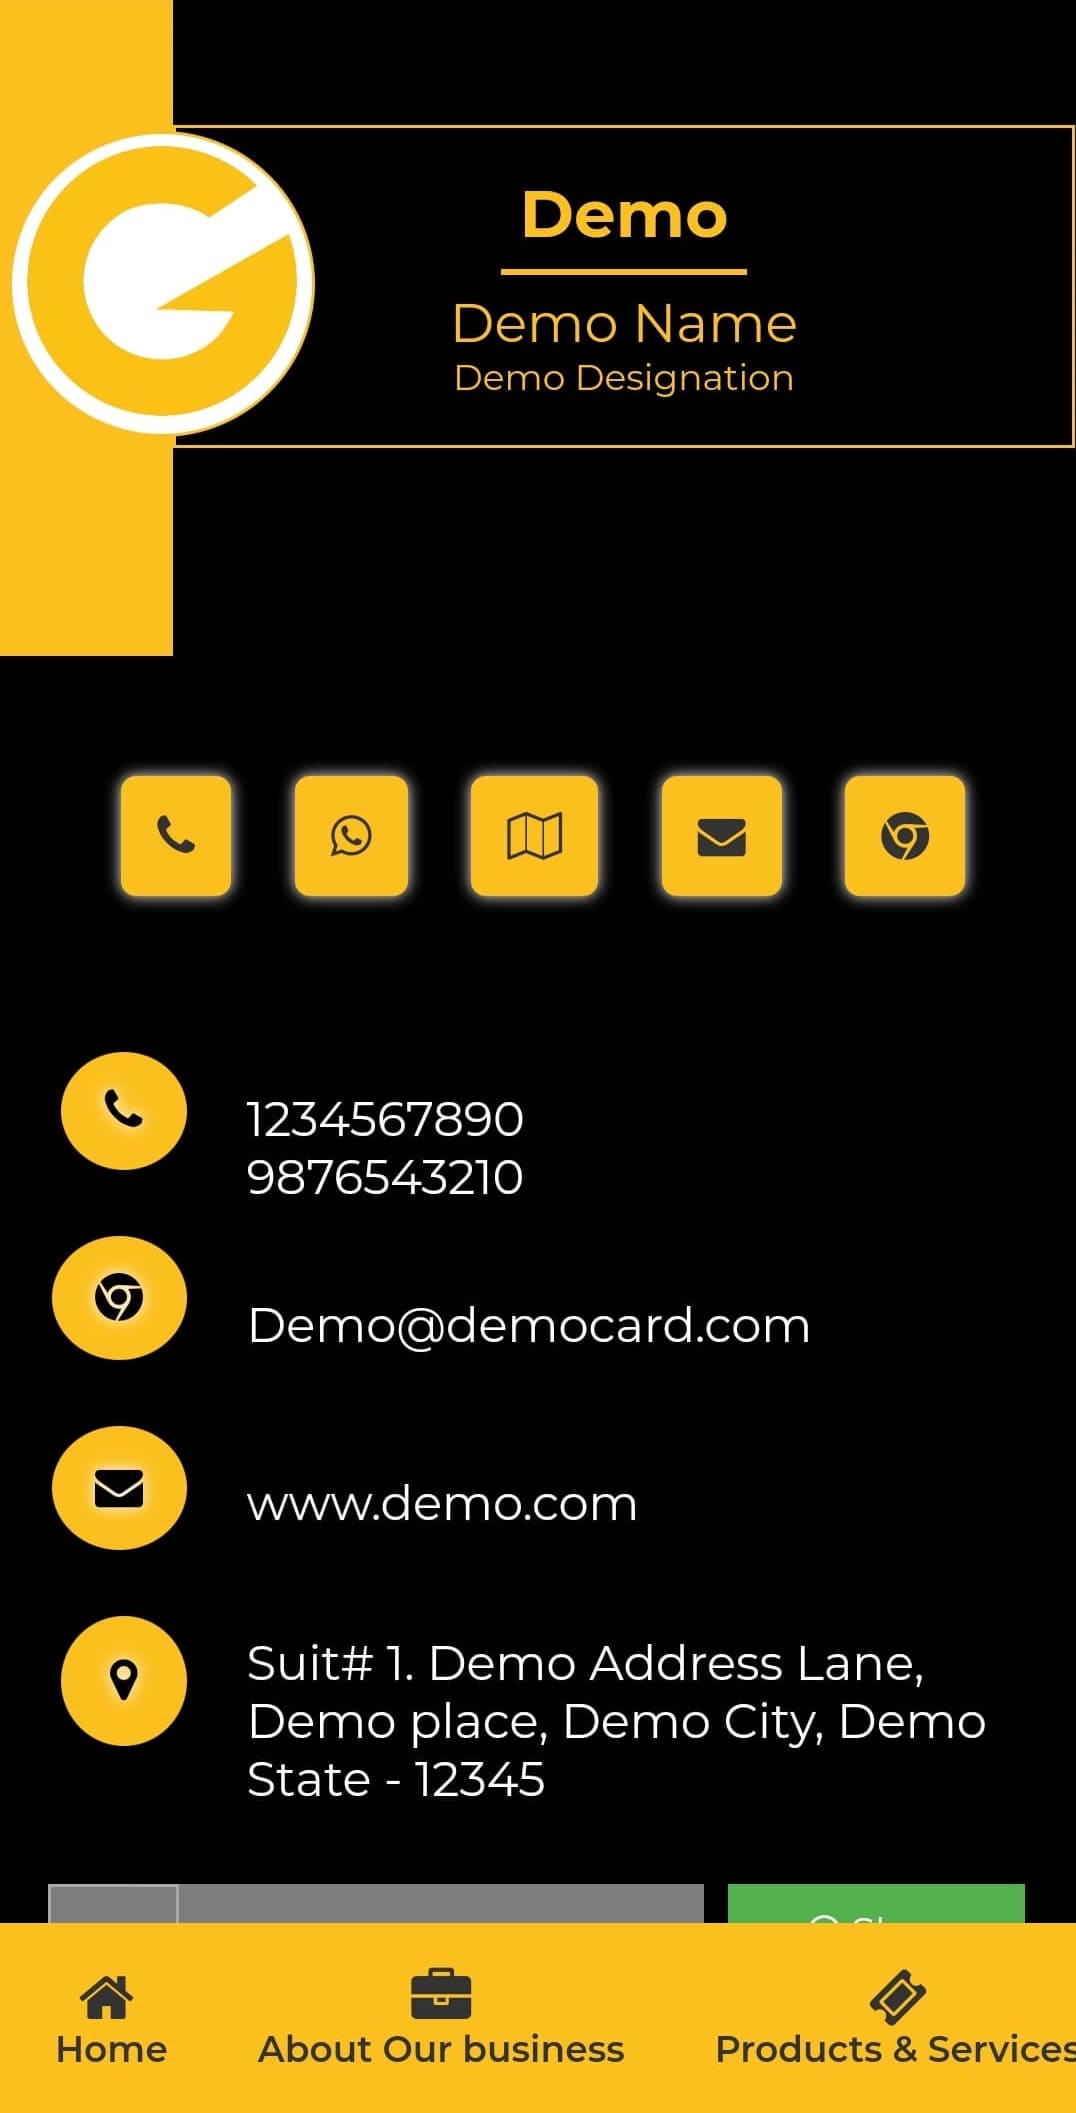 Demo
Demo Name
Demo Designation
1234567890
9876543210
Demo@democard.com
www.demo.com
Suit# 1. Demo Address Lane,
Demo place, Demo City, Demo
State - 12345
Home
About Our business
Products & Services